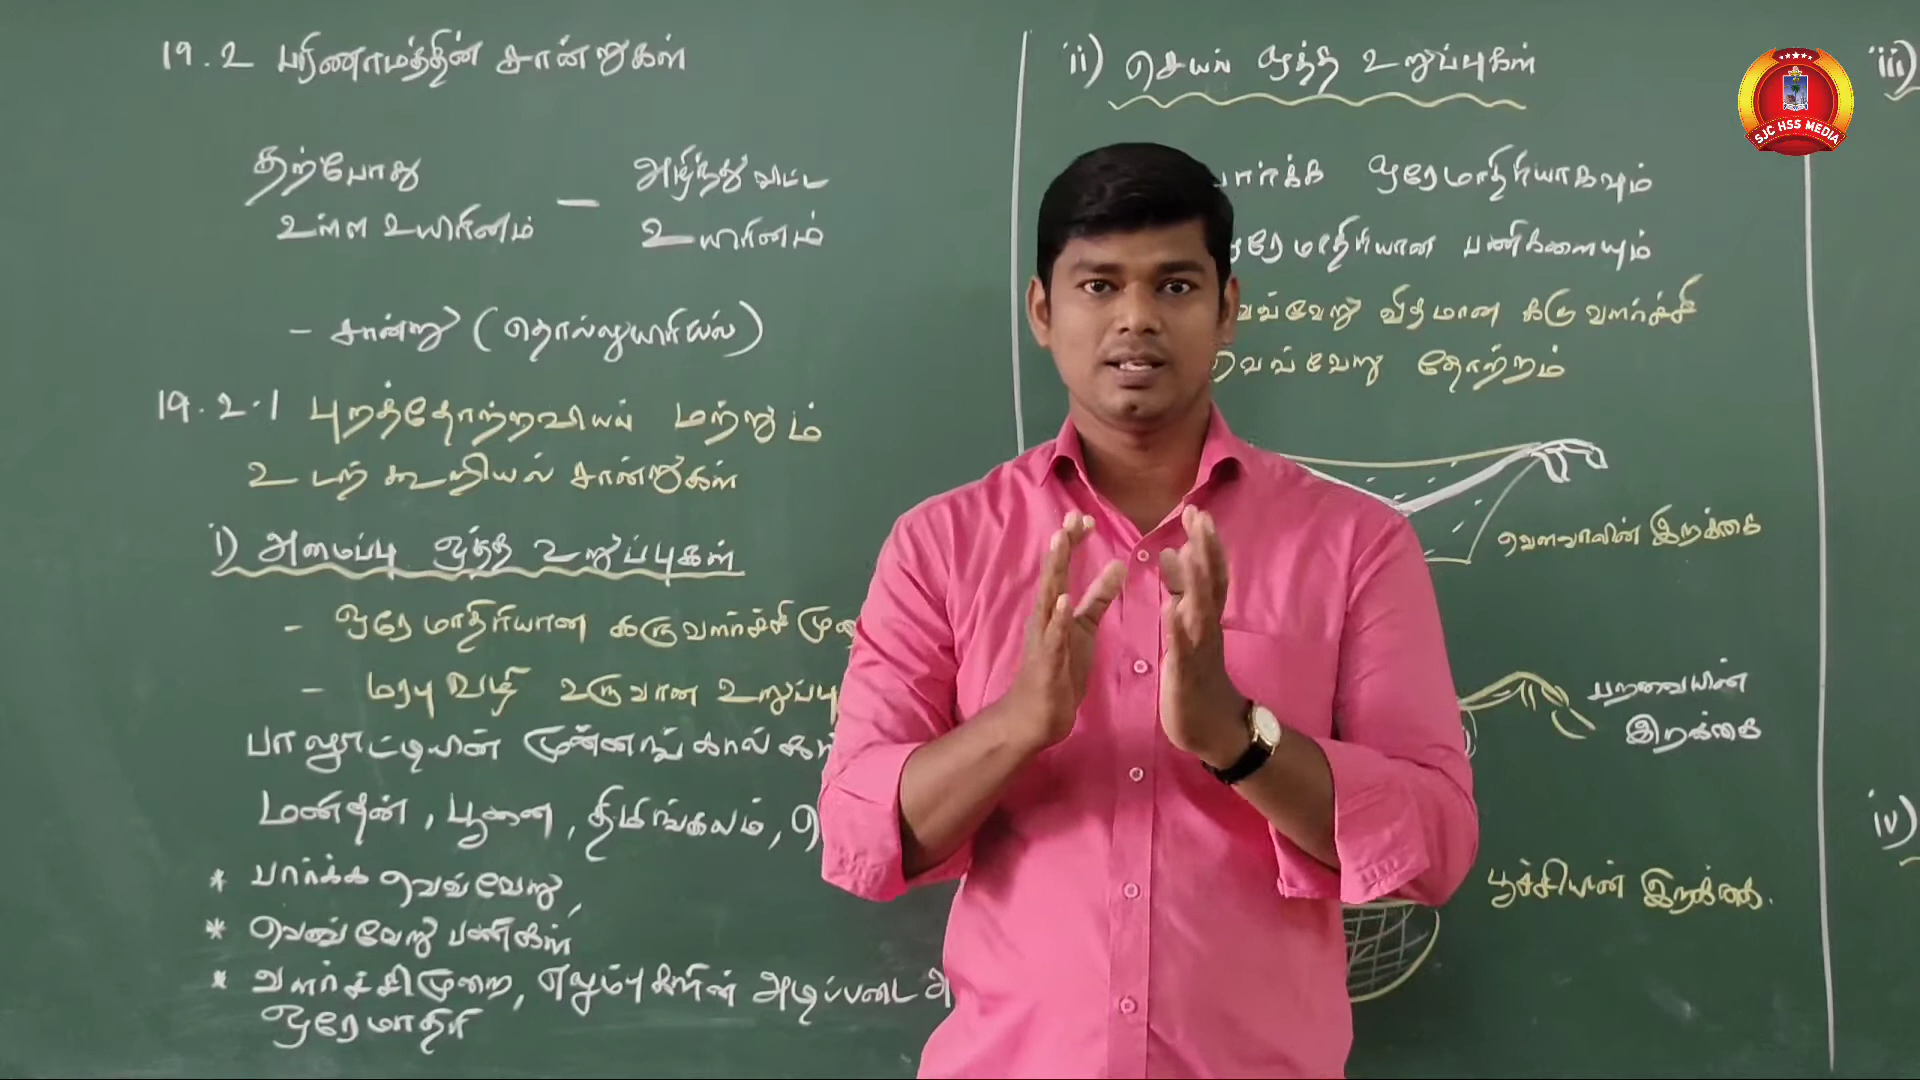 19.2 பரிணாமத்தின் சான்றுகள்
தற்போது உள்ள உயிரினம் – அழிந்துவிட்ட உயிரினம்
– சான்று (தொல்லுயிரியல்)
19.2.1 புறத்தோற்றவியல் மற்றும்
உடற்கூறியல் சான்றுகள்
i) அமைப்பு ஒத்த உறுப்புகள்
– ஒரேமாதிரியான கருவளர்ச்சி
– மரபு வழி உருவான
பாலூட்டியின் முன்னங்கால்கள்
மனிதன், பூனை, திமிங்கலம்,
* பார்க்க வெவ்வேறு,
* வெவ்வேறு பணிகள்,
* வளர்ச்சிமுறை, எலும்புகளின் அடிப்படை
ஒரேமாதிரி
ii) செயல் ஒத்த உறுப்புகள்
ஒரேமாதிரியாகவும்
பணிகளையும்
விதமான கருவளர்ச்சி
தோற்றம்
வௌவாலின் இறக்கை
பறவையின்
இறக்கை
பூச்சியின் இறக்கை.
iii)
iv)
SJC HSS MEDIA